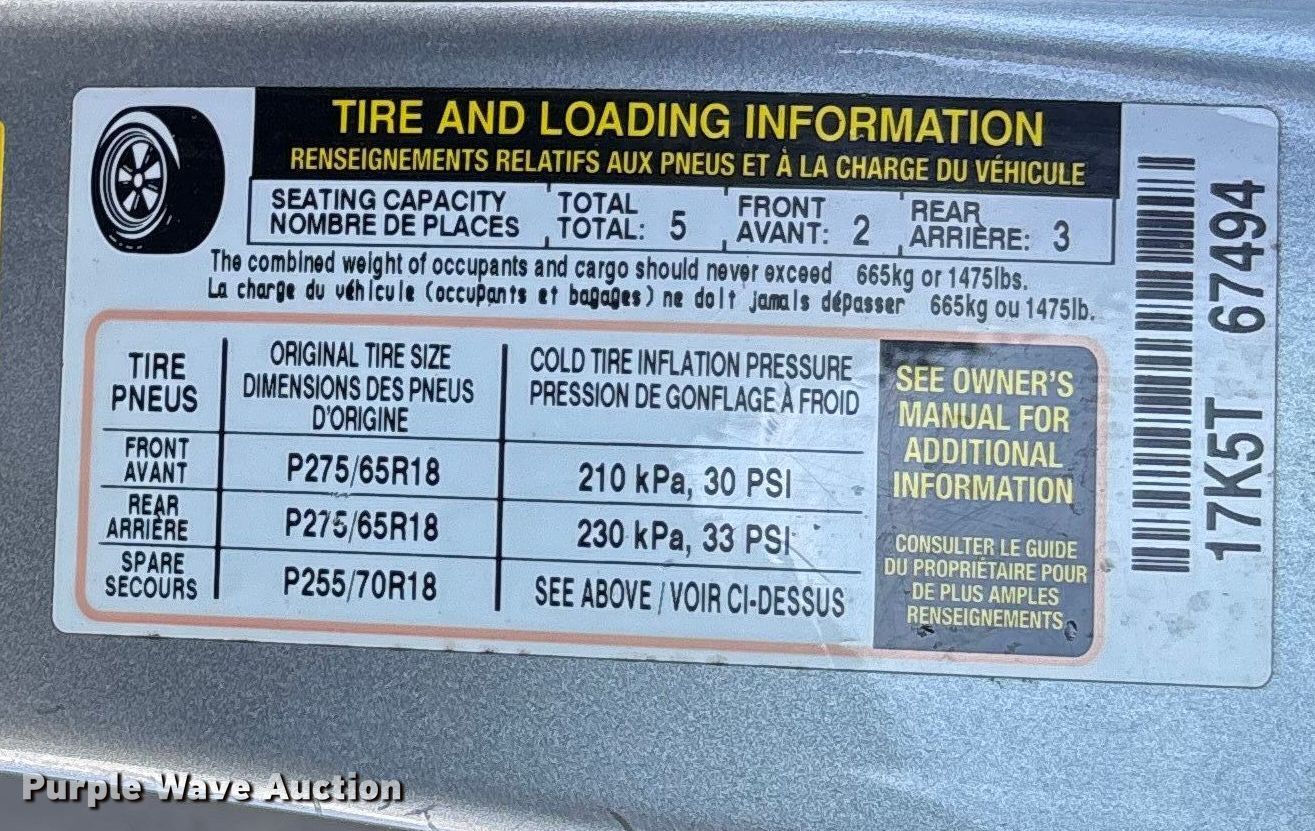 TIRE AND LOADING INFORMATION
RENSEIGNEMENTS RELATIFS AUX PNEUS ET À LA CHARGE DU VÉHICULE
SEATING CAPACITY TOTAL FRONT REAR
NOMBRE DE PLACES TOTAL: 5 AVANT: 2 ARRIÈRE: 3
The combined weight of occupants and cargo should never exceed 665kg or 1475lbs.
La charge du véhicule (occupants et bagages) ne doit jamais dépasser 665kg ou 1475lb.
TIRE
PNEUS
ORIGINAL TIRE SIZE
DIMENSIONS DES PNEUS
D'ORIGINE
COLD TIRE INFLATION PRESSURE
PRESSION DE GONFLAGE À FROID
FRONT
AVANT
P275/65R18
210 kPa, 30 PSI
REAR
ARRIÈRE
P275/65R18
230 kPa, 33 PSI
SPARE
SECOURS
P255/70R18
SEE ABOVE / VOIR CI-DESSUS
SEE OWNER'S
MANUAL FOR
ADDITIONAL
INFORMATION
CONSULTER LE GUIDE
DU PROPRIÉTAIRE POUR
DE PLUS AMPLES
RENSEIGNEMENTS
17K5T 67494
Purple Wave Auction